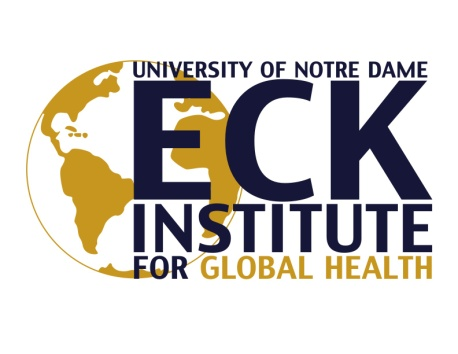 UNIVERSITY OF NOTRE DAME
ECK
INSTITUTE
FOR GLOBAL HEALTH